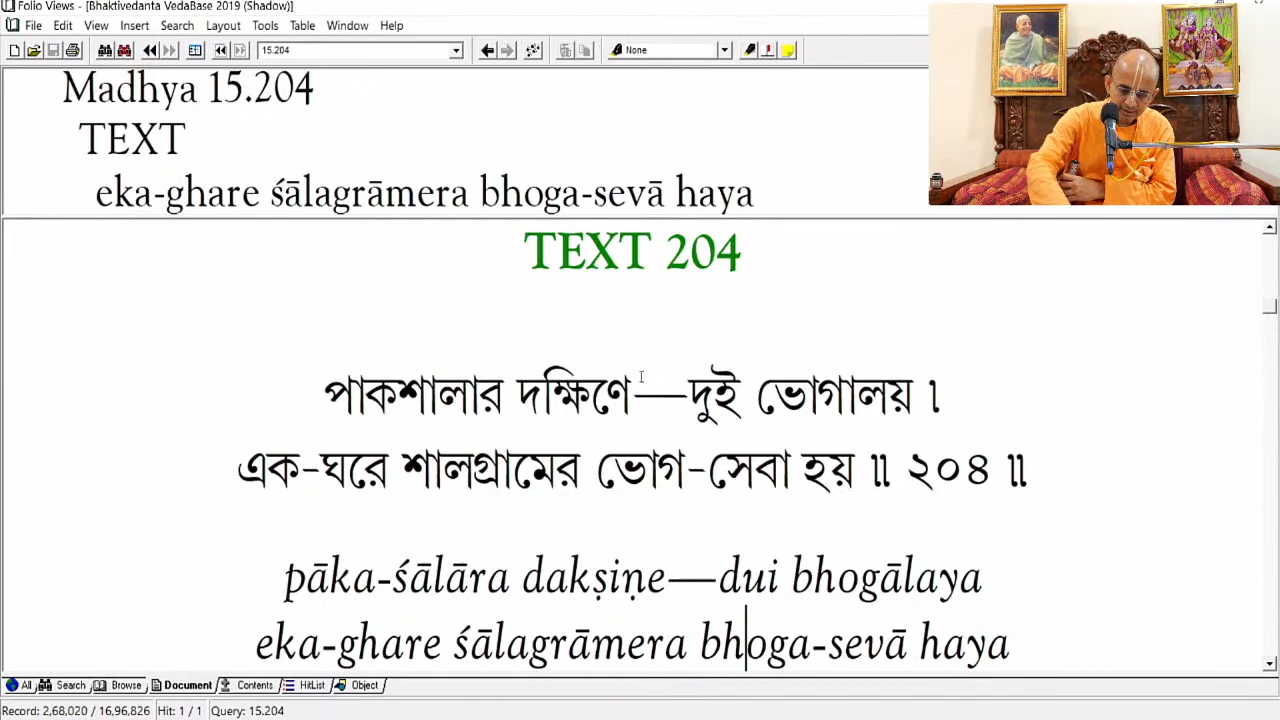 Folio Views - [Bhaktivedanta VedaBase 2019 (Shadow)]
File Edit View Insert Search Layout Tools Table Window Help
15.204 None
Madhya 15.204
TEXT
eka-ghare śālagrāmera bhoga-sevā haya
TEXT 204
পাকশালার দক্ষিণে—দুই ভোগালয় ৷
এক-ঘরে শালগ্রামের ভোগ-সেবা হয় ॥ ২০৪ ॥
pāka-śālāra dakṣiṇe—dui bhogālaya
eka-ghare śālagrāmera bhoga-sevā haya
All Search Browse Document Contents HitList Object
Record: 2,68,020 / 16,96,826 Hit: 1 / 1 Query: 15.204